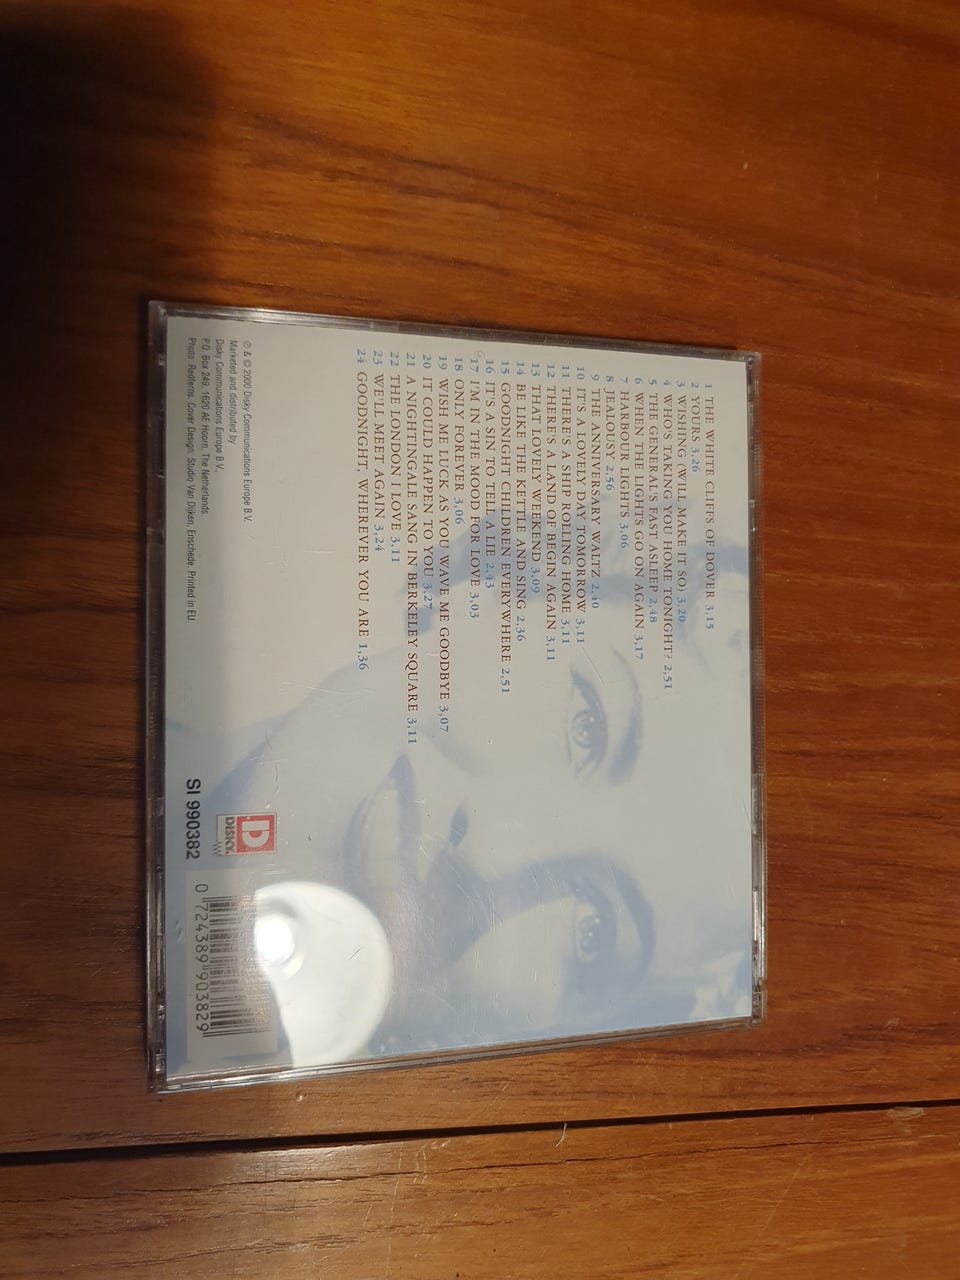 1 THE WHITE CLIFFS OF DOVER 3,15
2 YOURS 3,26
3 WISHING (WILL MAKE IT SO) 3,20
4 WHO'S TAKING YOU HOME TONIGHT? 2,51
5 THE GENERAL'S FAST ASLEEP 2,48
6 WHEN THE LIGHTS GO ON AGAIN 3,17
7 HARBOUR LIGHTS 3,06
8 JEALOUSY 2,56
9 THE ANNIVERSARY WALTZ 2,40
10 IT'S A LOVELY DAY TOMORROW 3,11
11 THERE'S A SHIP ROLLING HOME 3,11
12 THERE'S A LAND OF BEGIN AGAIN 3,11
13 THAT LOVELY WEEKEND 3,09
14 BE LIKE THE KETTLE AND SING 2,36
15 GOODNIGHT CHILDREN EVERYWHERE 2,51
16 IT'S A SIN TO TELL A LIE 2,43
17 I'M IN THE MOOD FOR LOVE 3,03
18 ONLY FOREVER 3,06
19 WISH ME LUCK AS YOU WAVE ME GOODBYE 3,07
20 IT COULD HAPPEN TO YOU 3,27
21 A NIGHTINGALE SANG IN BERKELEY SQUARE 3,11
22 THE LONDON I LOVE 3,11
23 WE'LL MEET AGAIN 3,24
24 GOODNIGHT, WHEREVER YOU ARE 1,36
℗ & © 2000 Disky Communications Europe B.V.
Marketed and distributed by
Disky Communications Europe B.V.,
P.O. Box 249, 1620 AE Hoorn, The Netherlands.
Photo: Redferns. Cover Design: Studio Van Dijken, Enschede. Printed in EU.
D
DISKY
SI 990382
0 724389 903829